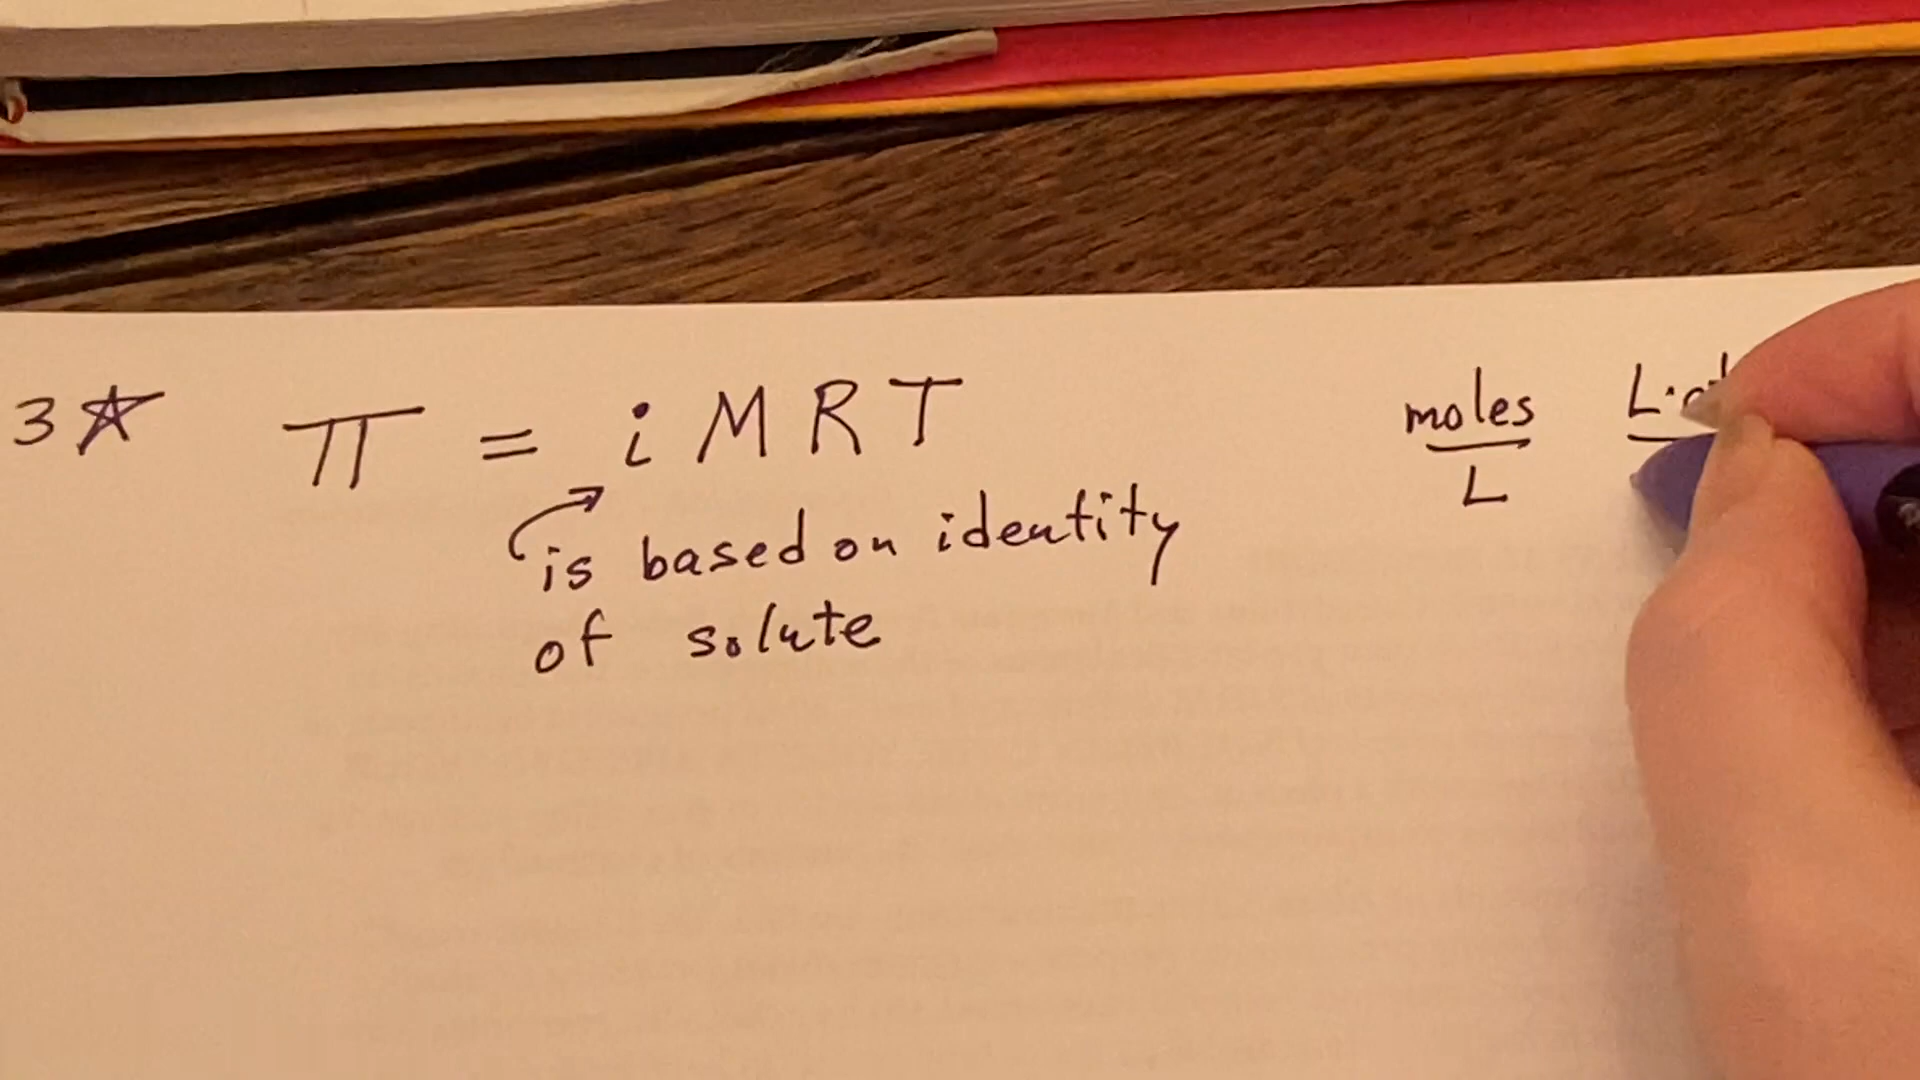 3☆ π = i M R T
is based on identity
of solute
moles
L